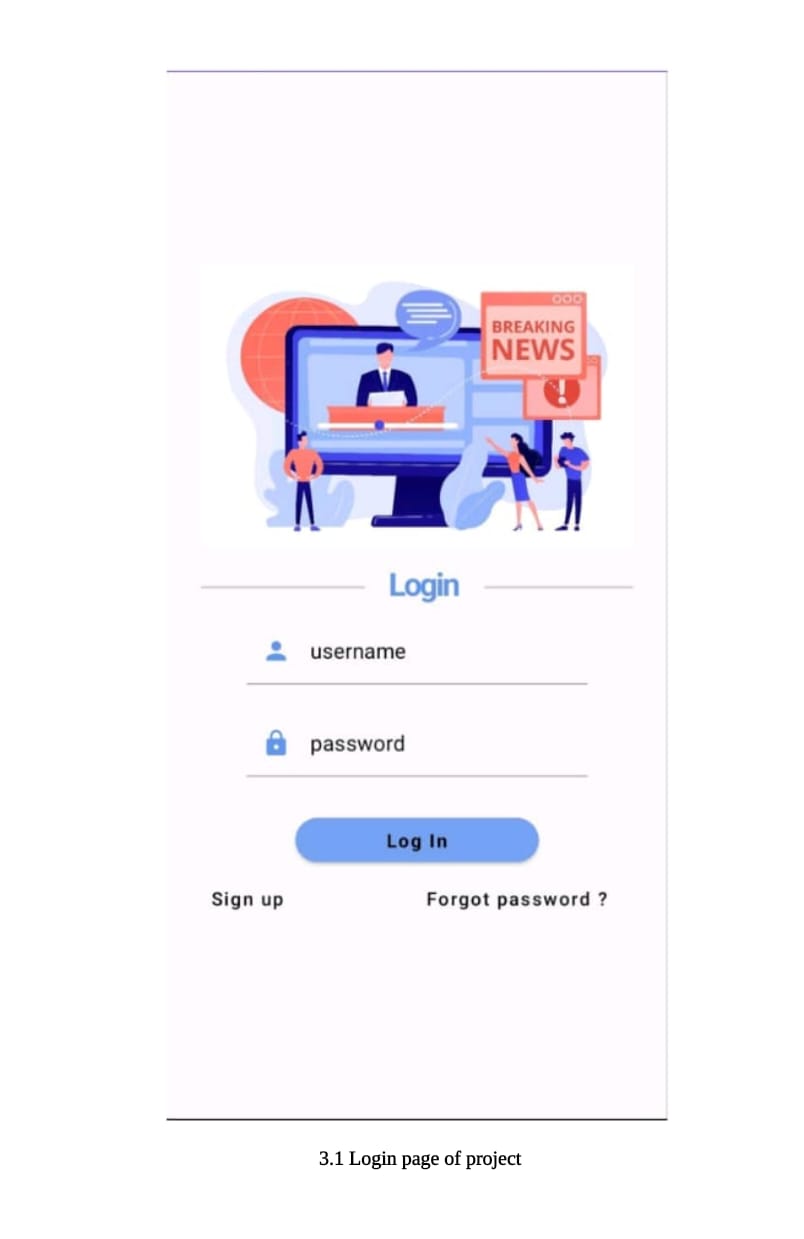 BREAKING
NEWS
Login
username
password
Log In
Sign up
Forgot password ?
3.1 Login page of project